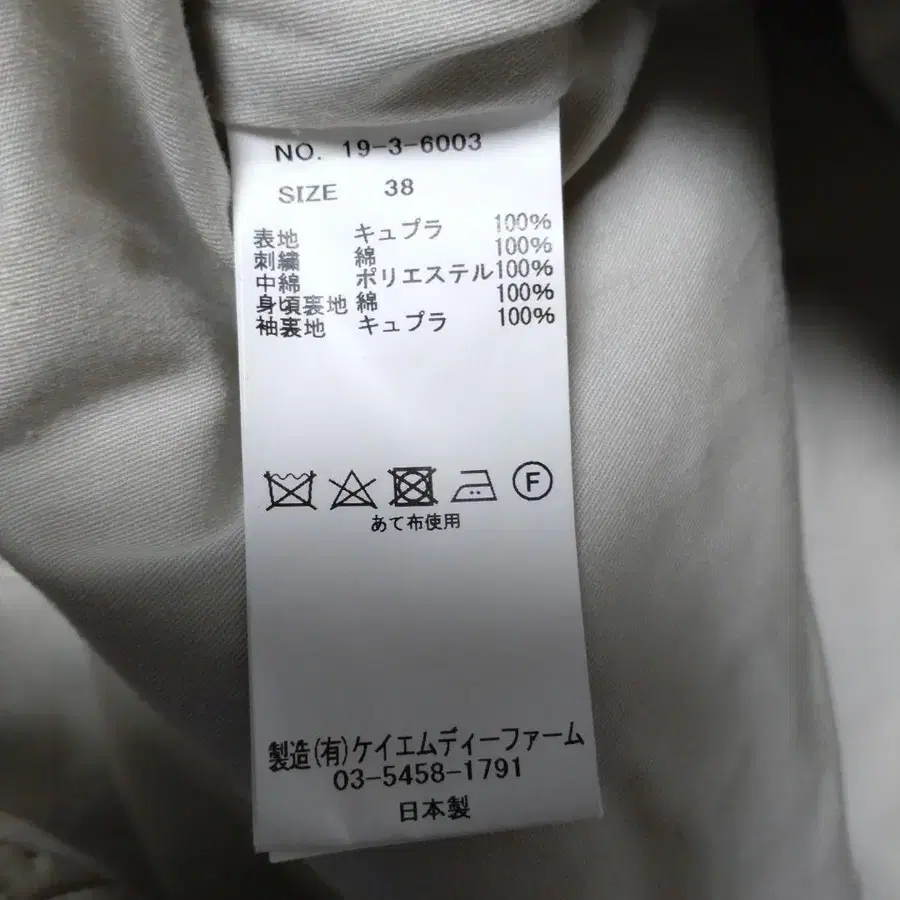 NO. 19-3-6003
SIZE 38
表地 キュプラ 100%
刺繍 綿 100%
中綿 ポリエステル 100%
身頃裏地 綿 100%
袖裏地 キュプラ 100%
F
あて布使用
製造(有)ケイエムディーファーム
03-5458-1791
日本製